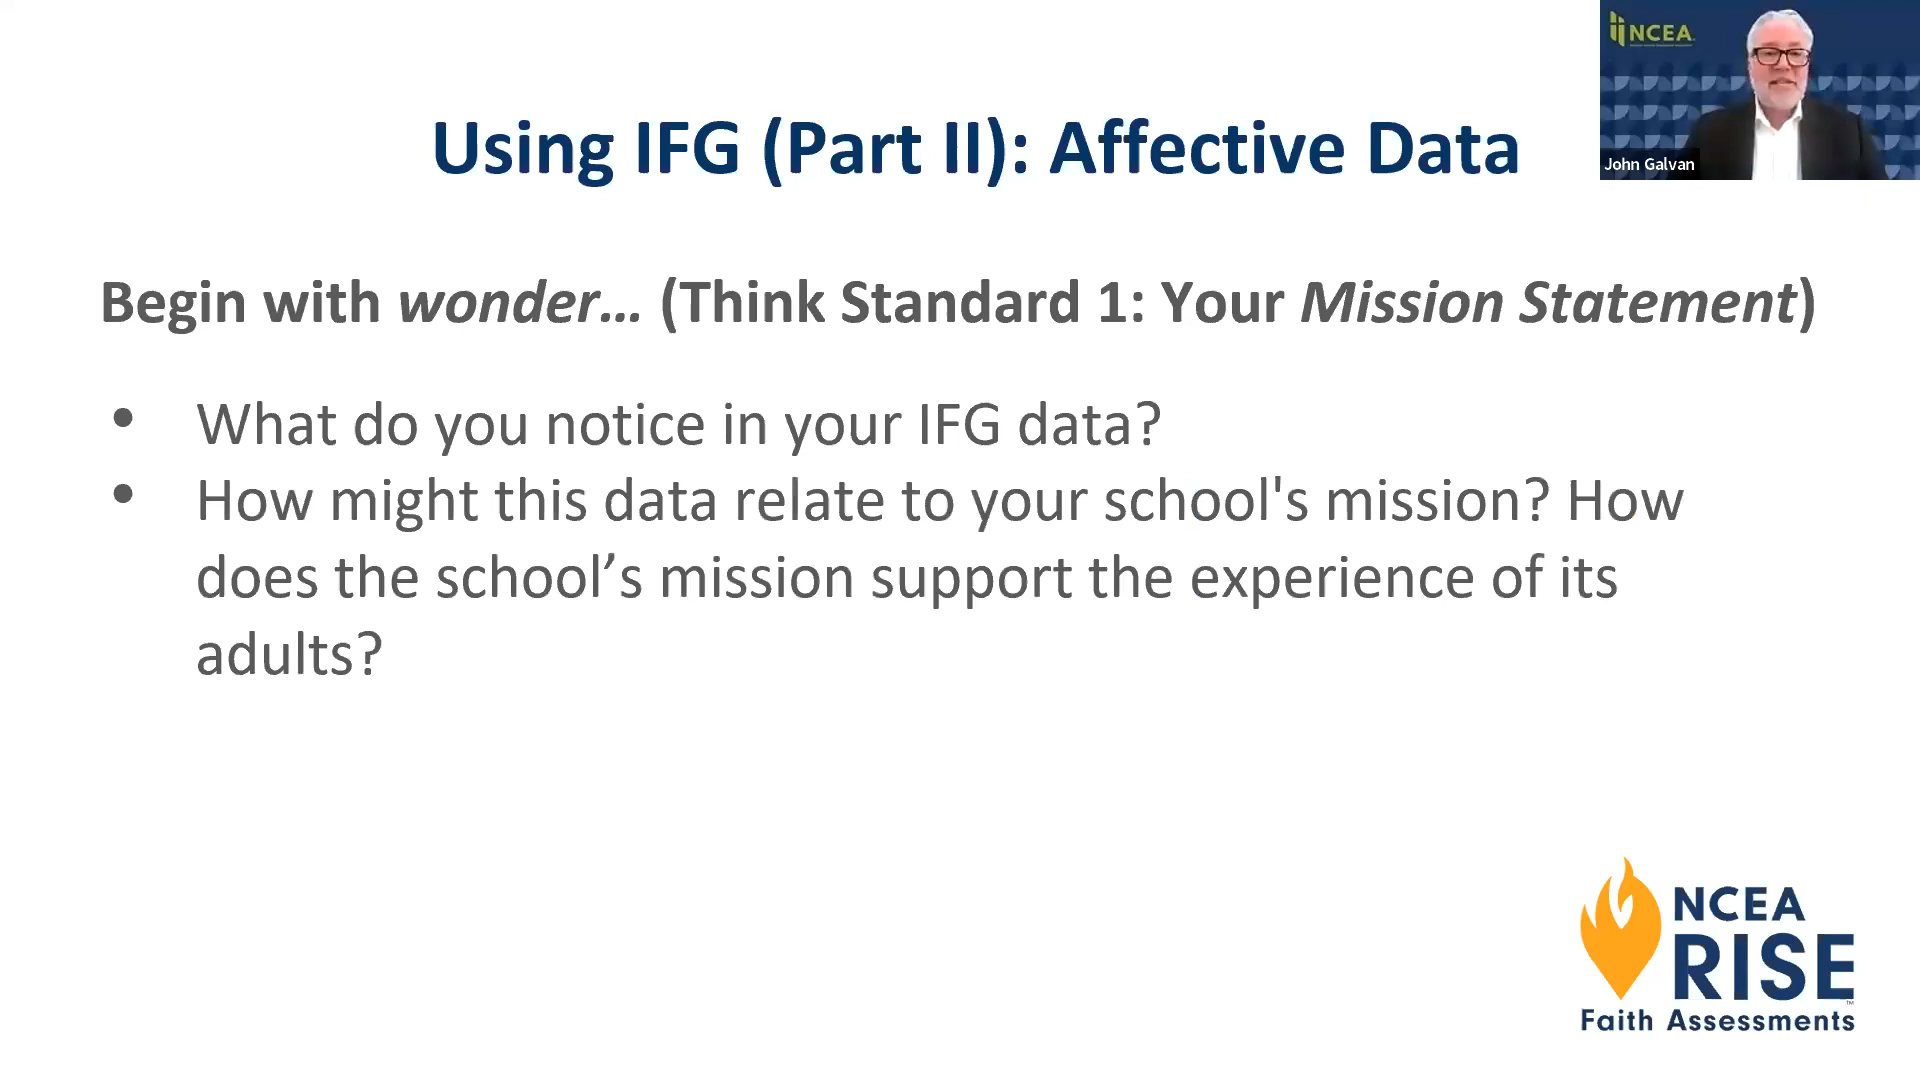 NCEA
John Galvan
Using IFG (Part II): Affective Data
Begin with wonder... (Think Standard 1: Your Mission Statement)
• What do you notice in your IFG data?
• How might this data relate to your school's mission? How
does the school’s mission support the experience of its
adults?
NCEA
RISE™
Faith Assessments